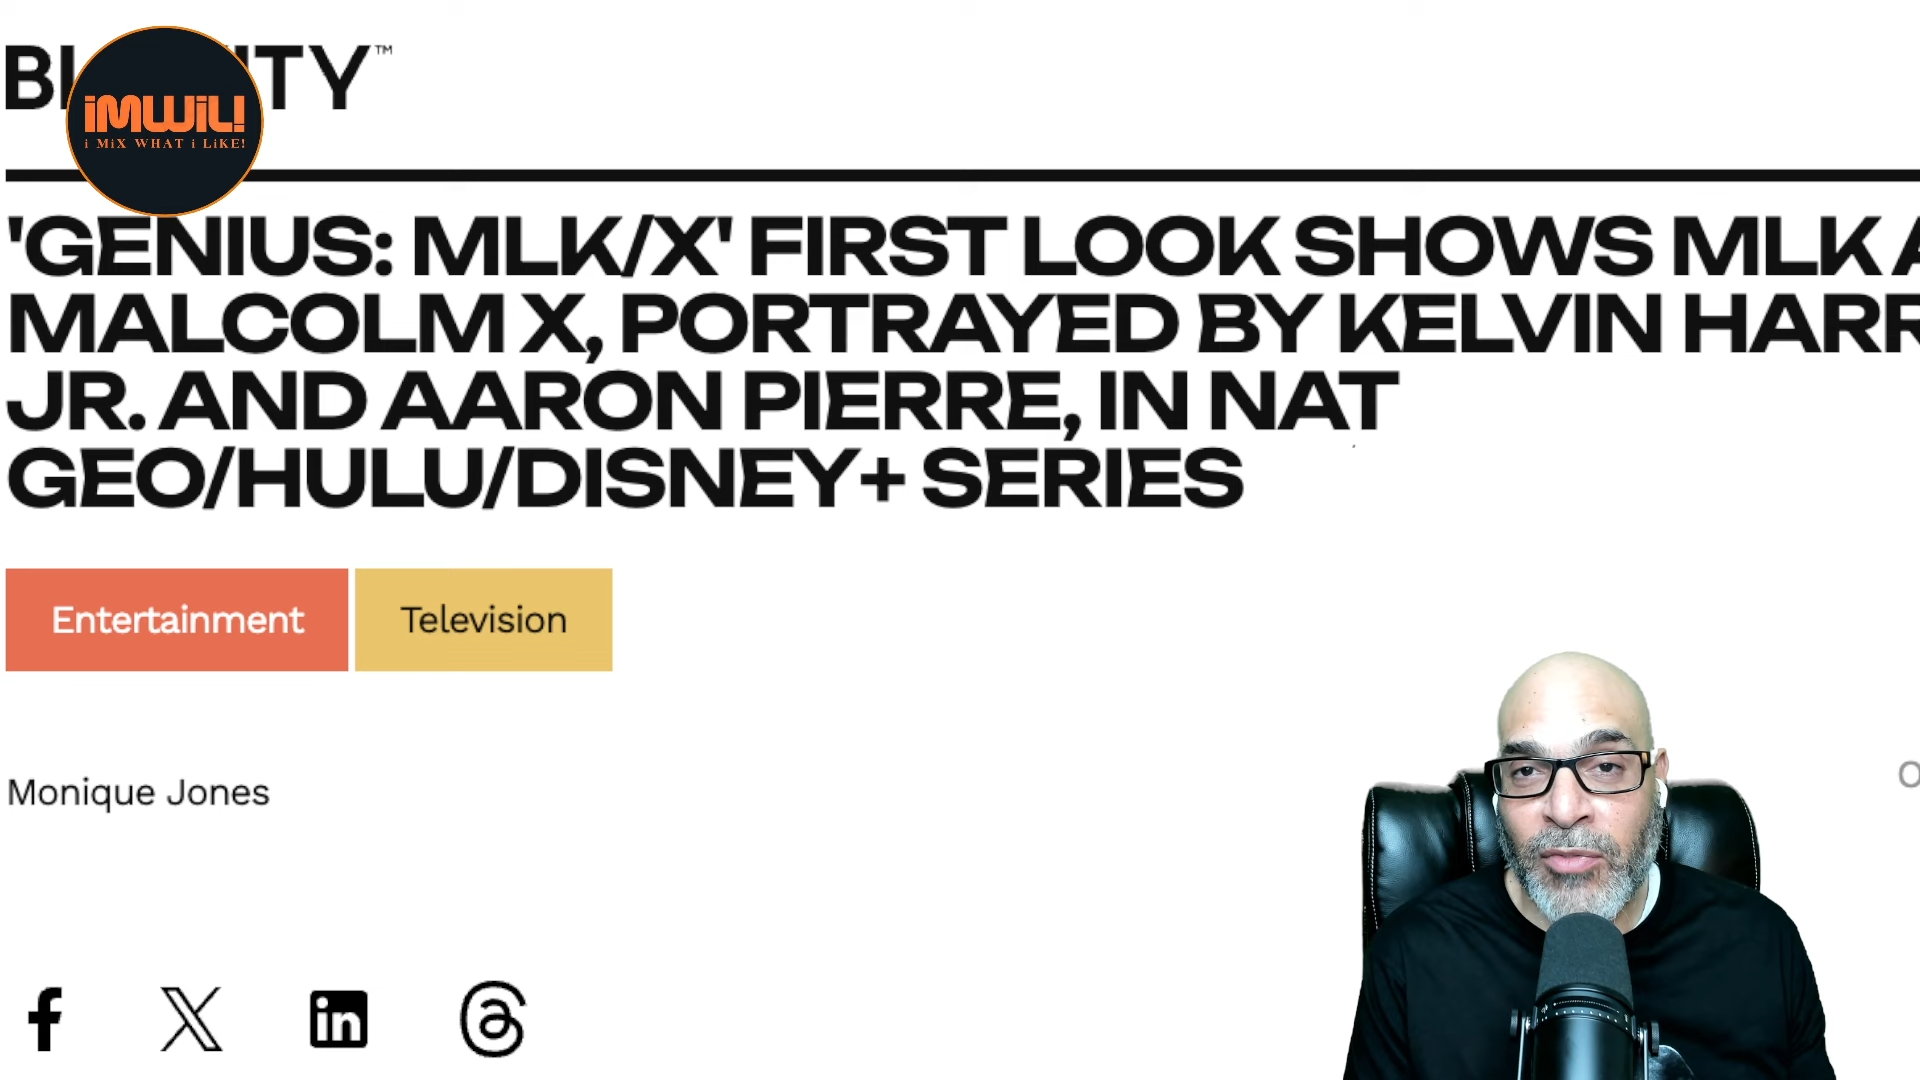 iMWiL!
i MiX WHAT i LiKE!
TY™
'GENIUS: MLK/X' FIRST LOOK SHOWS MLK
MALCOLM X, PORTRAYED BY KELVIN HARR
JR. AND AARON PIERRE, IN NAT
GEO/HULU/DISNEY+ SERIES
Entertainment Television
Monique Jones